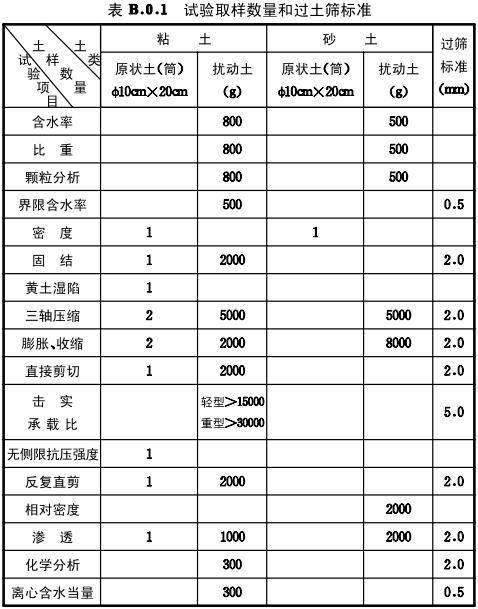 表 B.0.1 试验取样数量和过土筛标准
土样数量 土类 试验项目 粘 土 砂 土 过筛标准(mm)
原状土(筒) φ10cm×20cm 扰动土(g) 原状土(筒) φ10cm×20cm 扰动土(g)
含水率 800 500
比 重 800 500
颗粒分析 800 500
界限含水率 500 0.5
密 度 1 1
固 结 1 2000 2.0
黄土湿陷 1
三轴压缩 2 5000 5000 2.0
膨胀、收缩 2 2000 8000 2.0
直接剪切 1 2000 2.0
击 实 轻型>15000
承 载 比 重型>30000 5.0
无侧限抗压强度 1
反复直剪 1 2000 2.0
相对密度 2000
渗 透 1 1000 2000 2.0
化学分析 300 2.0
离心含水当量 300 0.5